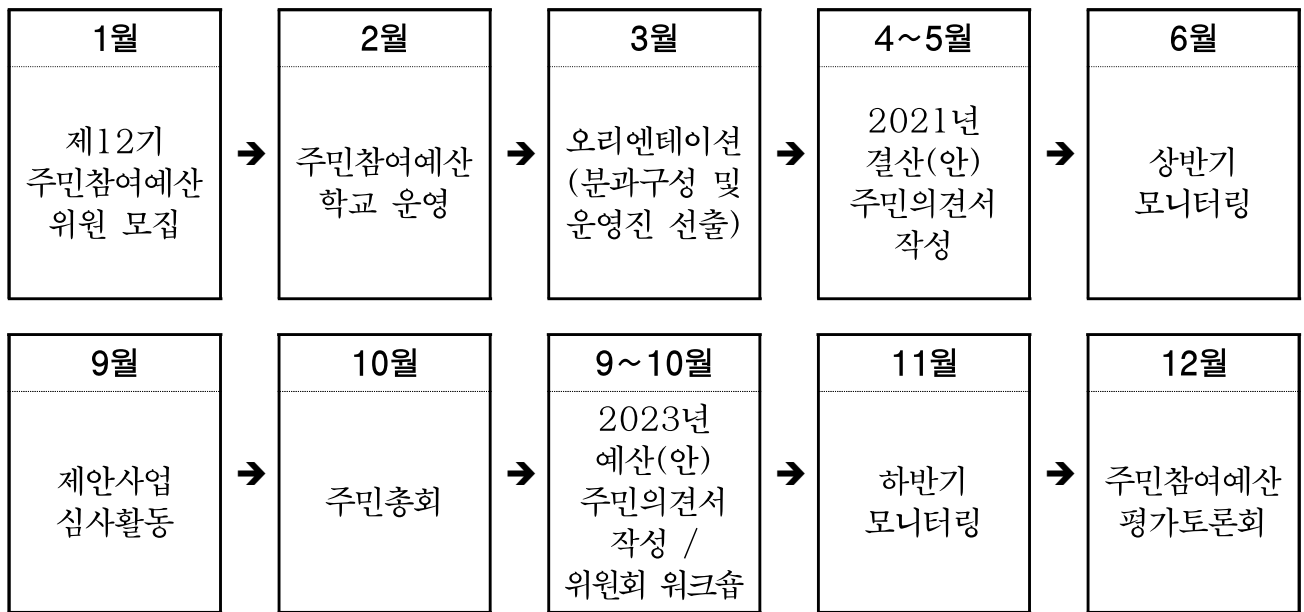 1월
제12기
주민참여예산
위원 모집
➔
2월
주민참여예산
학교 운영
➔
3월
오리엔테이션
(분과구성 및
운영진 선출)
➔
4~5월
2021년
결산(안)
주민의견서
작성
➔
6월
상반기
모니터링
9월
제안사업
심사활동
➔
10월
주민총회
➔
9~10월
2023년
예산(안)
주민의견서
작성 /
위원회 워크숍
➔
11월
하반기
모니터링
➔
12월
주민참여예산
평가토론회